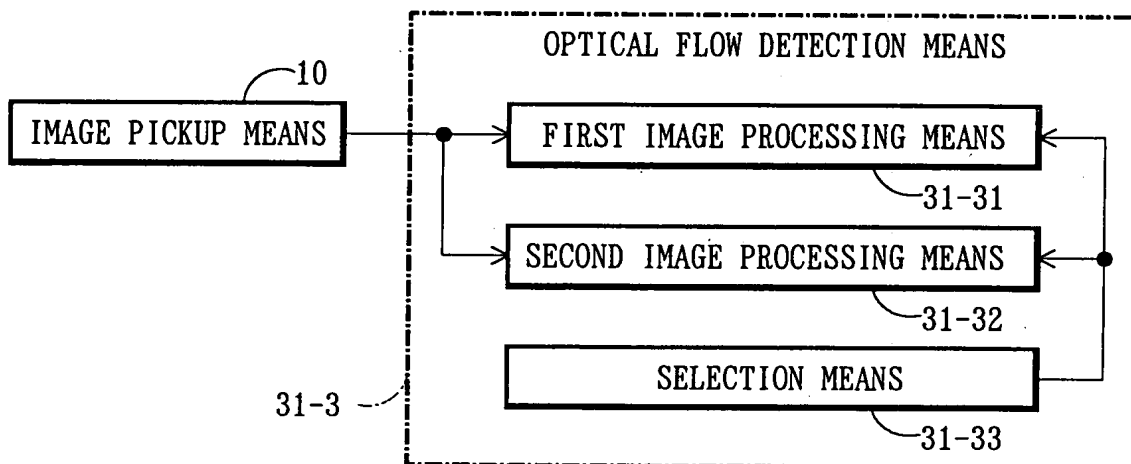 OPTICAL FLOW DETECTION MEANS
10
IMAGE PICKUP MEANS
FIRST IMAGE PROCESSING MEANS
31-31
SECOND IMAGE PROCESSING MEANS
31-32
SELECTION MEANS
31-3
31-33